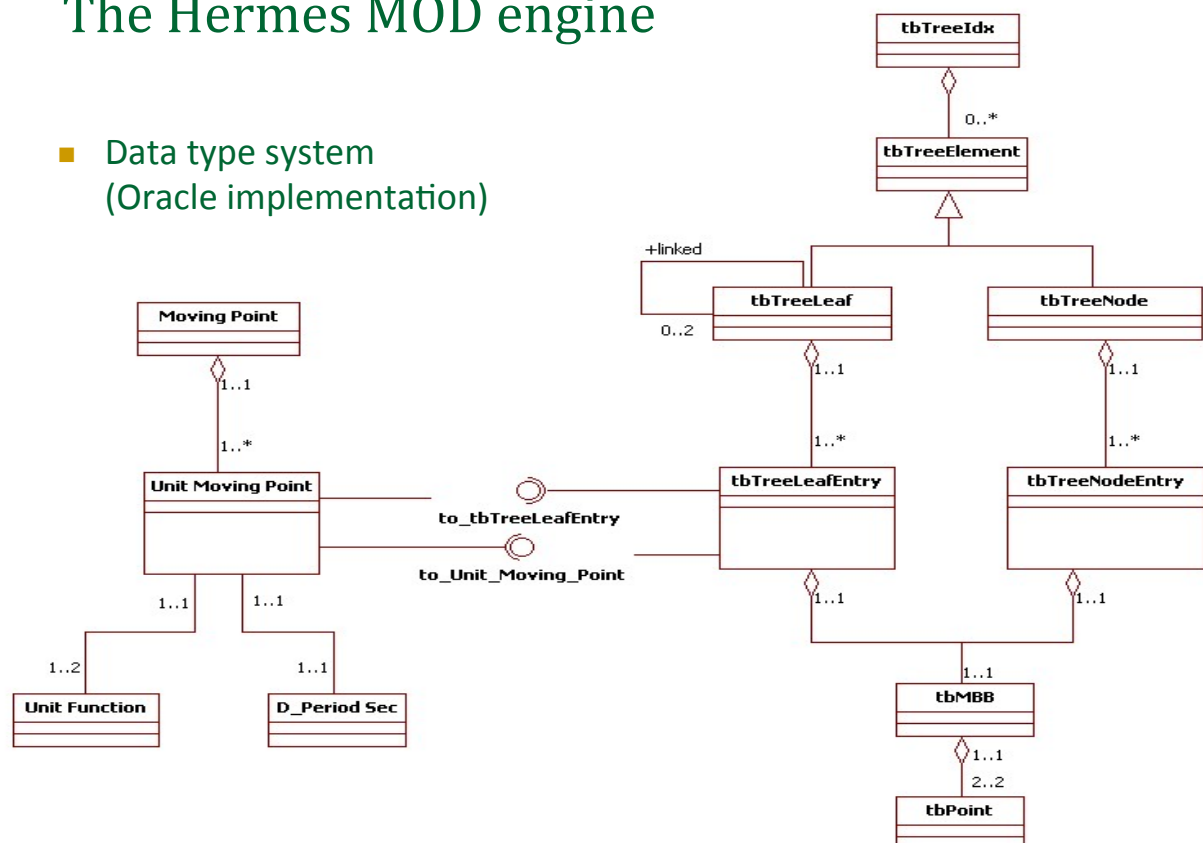 The Hermes MOD engine
Data type system
(Oracle implementation)
tbTreeIdx
0..*
tbTreeElement
+linked
0..2
tbTreeLeaf
tbTreeNode
Moving Point
1..1
1..1
1..1
1..*
1..*
1..*
Unit Moving Point
tbTreeLeafEntry
tbTreeNodeEntry
to_tbTreeLeafEntry
to_Unit_Moving_Point
1..1
1..1
1..1
1..1
1..2
1..1
1..1
Unit Function
D_Period Sec
tbMBB
1..1
2..2
tbPoint